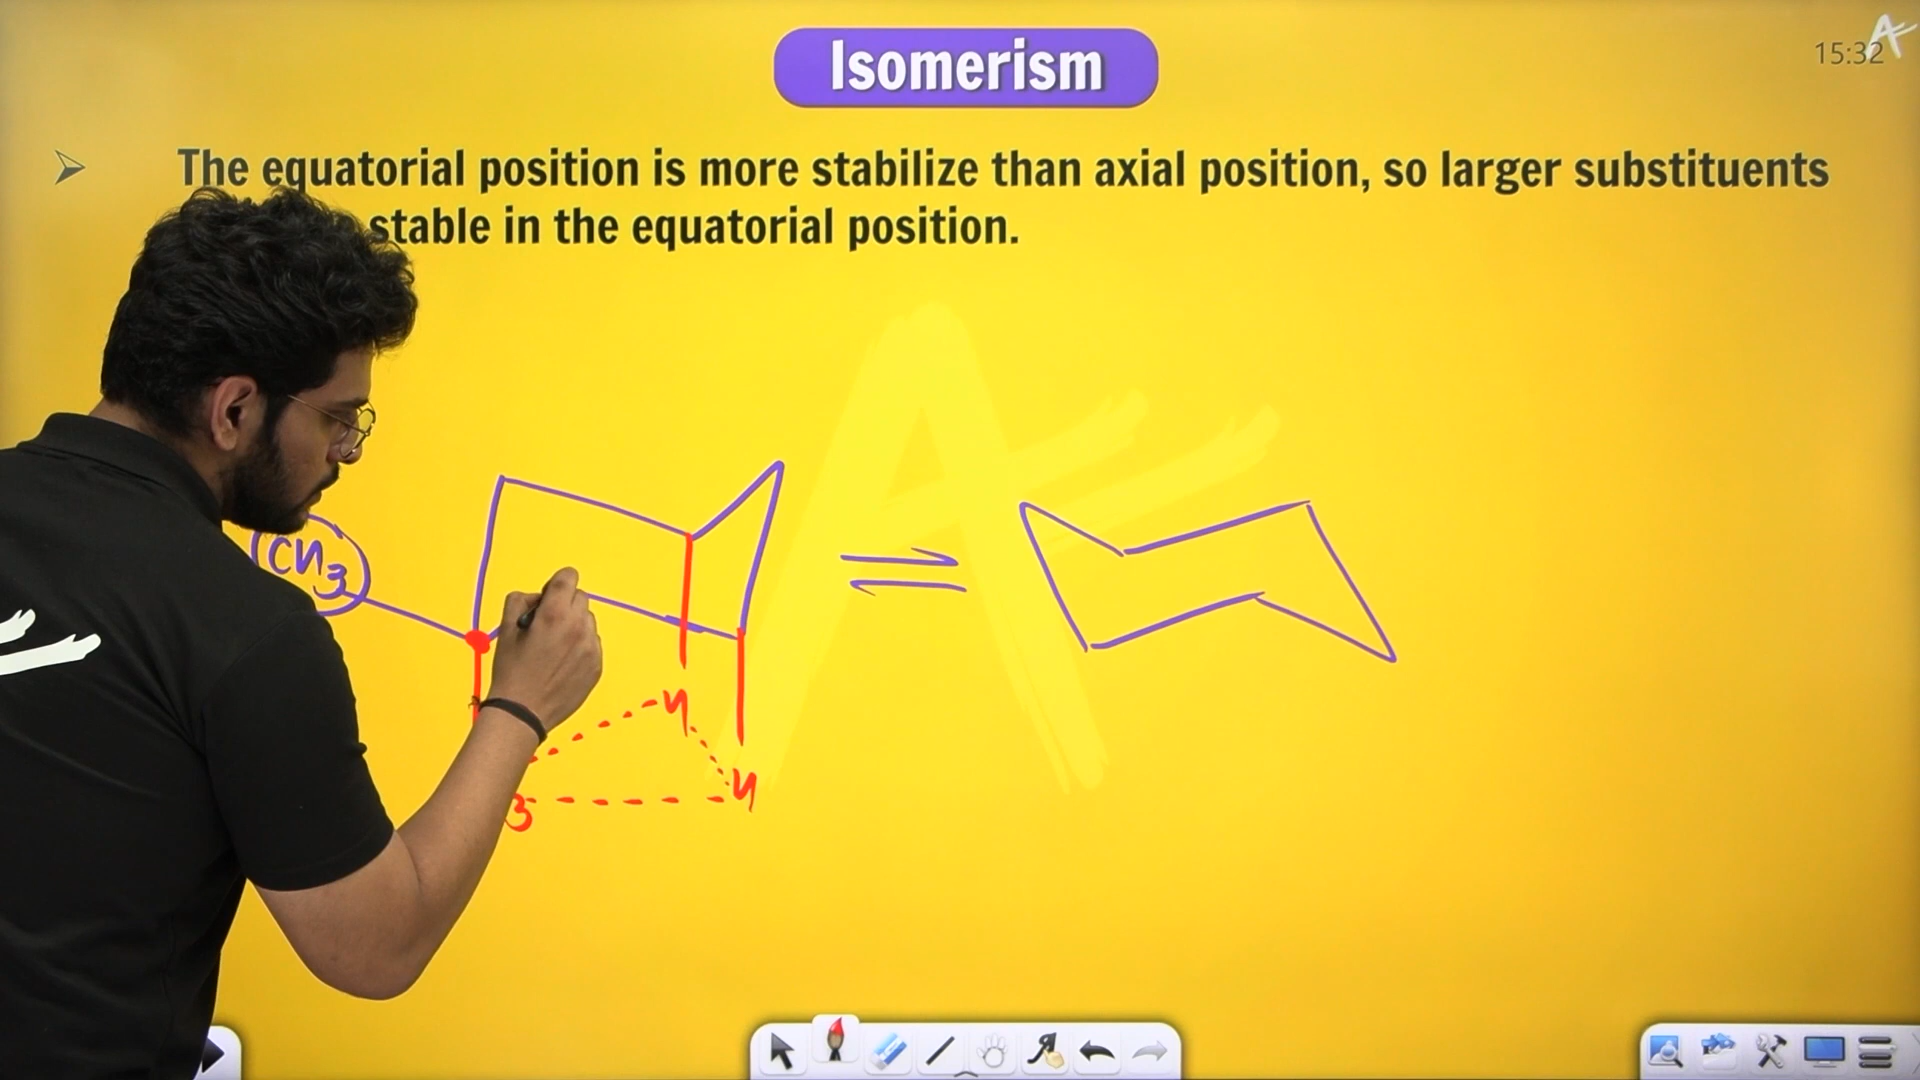 Isomerism
15:32
The equatorial position is more stabilize than axial position, so larger substituents
stable in the equatorial position.
CH3
H
H
3